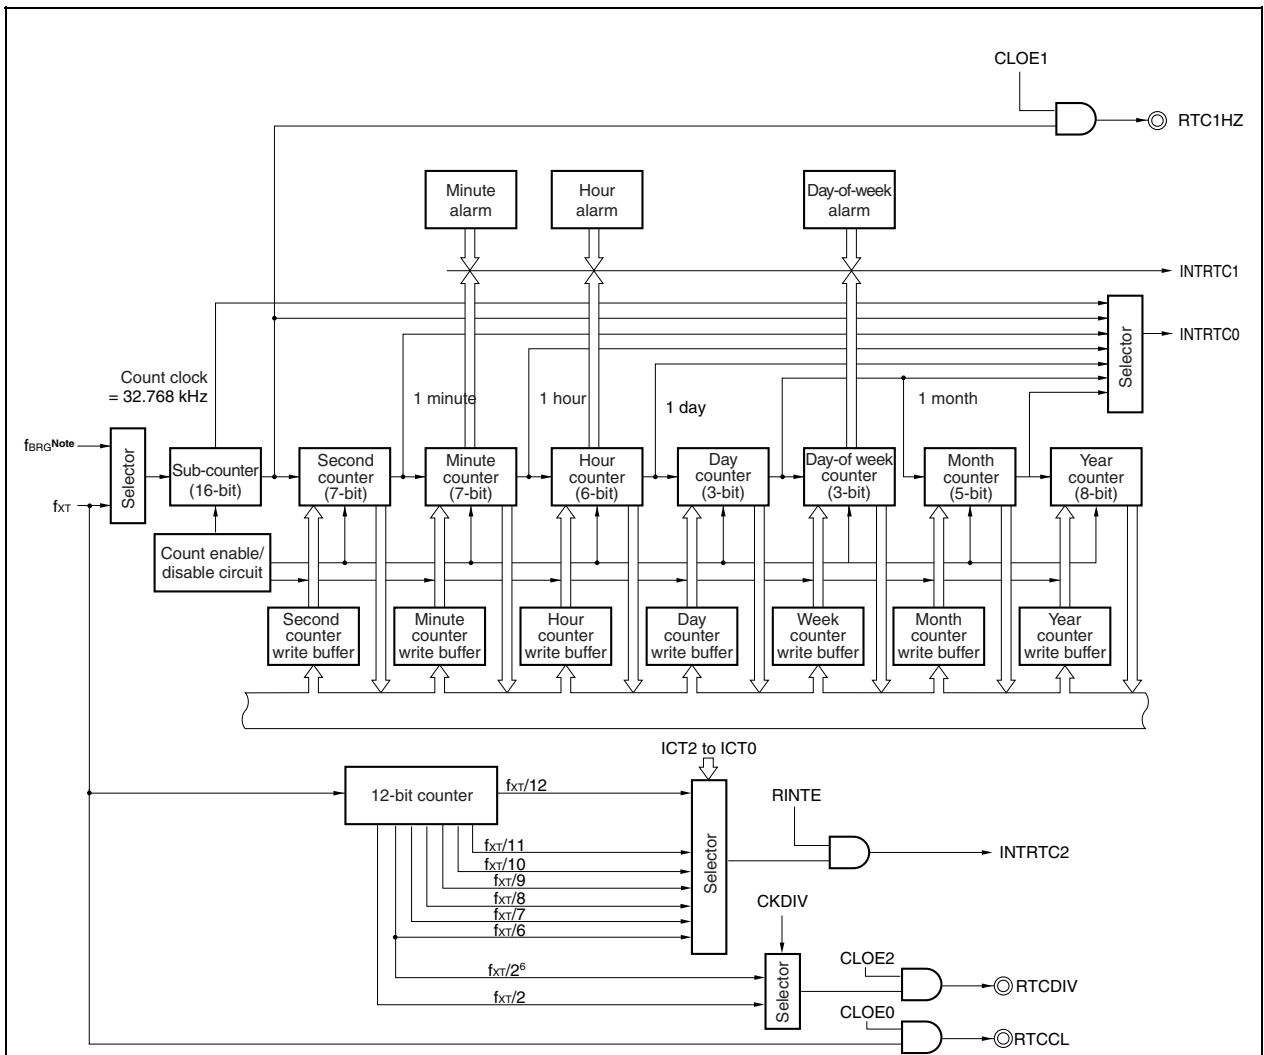 CLOE1
RTC1HZ
Minute
alarm
Hour
alarm
Day-of-week
alarm
INTRTC1
Selector
INTRTC0
Count clock
= 32.768 kHz
1 minute
1 hour
1 day
1 month
fBRGNote
Selector
fXT
Sub-counter
(16-bit)
Second
counter
(7-bit)
Minute
counter
(7-bit)
Hour
counter
(6-bit)
Day
counter
(3-bit)
Day-of week
counter
(3-bit)
Month
counter
(5-bit)
Year
counter
(8-bit)
Count enable/
disable circuit
Second
counter
write buffer
Minute
counter
write buffer
Hour
counter
write buffer
Day
counter
write buffer
Week
counter
write buffer
Month
counter
write buffer
Year
counter
write buffer
ICT2 to ICT0
12-bit counter
fXT/12
fXT/11
fXT/10
fXT/9
fXT/8
fXT/7
fXT/6
Selector
RINTE
INTRTC2
CKDIV
fXT/2⁶
fXT/2
Selector
CLOE2
RTCDIV
CLOE0
RTCCL